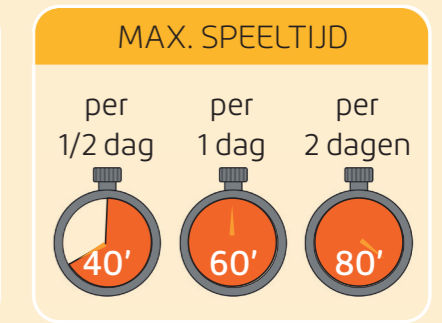 MAX. SPEELTIJD
per per per
1/2 dag 1 dag 2 dagen
40’ 60’ 80’